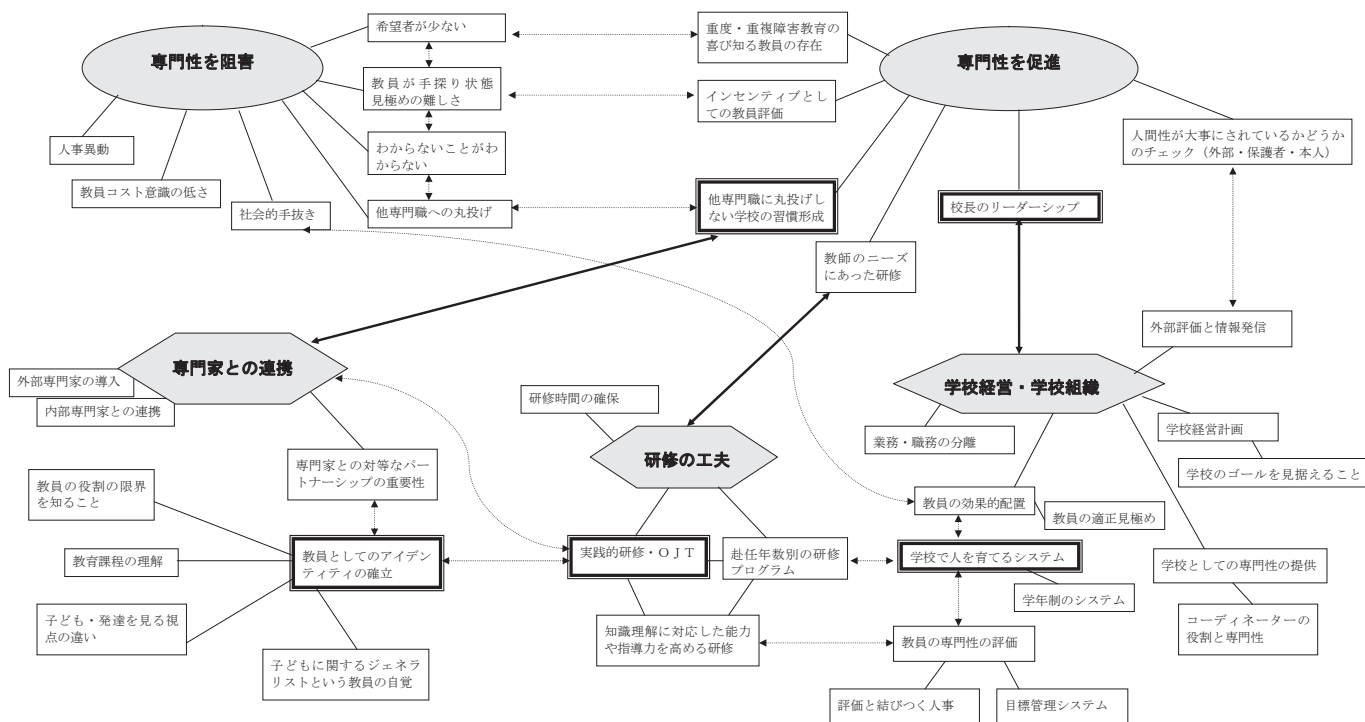 希望者が少ない
重度・重複障害教育の
喜び知る教員の存在
専門性を阻害
専門性を促進
教員が手探り状態
見極めの難しさ
インセンティブとし
ての教員評価
人事異動
わからないことがわ
からない
人間性が大事にされているかどうか
のチェック（外部・保護者・本人）
教員コスト意識の低さ
社会的手抜き
他専門職への丸投げ
他専門職に丸投げし
ない学校の習慣形成
校長のリーダーシップ
教師のニーズ
にあった研修
外部評価と情報発信
専門家との連携
外部専門家の導入
内部専門家との連携
学校経営・学校組織
研修時間の確保
業務・職務の分離
学校経営計画
学校のゴールを見据えること
研修の工夫
専門家との対等なパー
トナーシップの重要性
教員の役割の限界
を知ること
教員の効果的配置
教員の適正見極め
教育課程の理解
教員としてのアイデン
ティティの確立
実践的研修・ＯＪＴ
赴任年数別の研修
プログラム
学校で人を育てるシステム
学校としての専門性の提供
学年制のシステム
子ども・発達を見る視
点の違い
コーディネーターの
役割と専門性
知識理解に対応した能力
や指導力を高める研修
教員の専門性の評価
子どもに関するジェネラ
リストという教員の自覚
評価と結びつく人事
目標管理システム